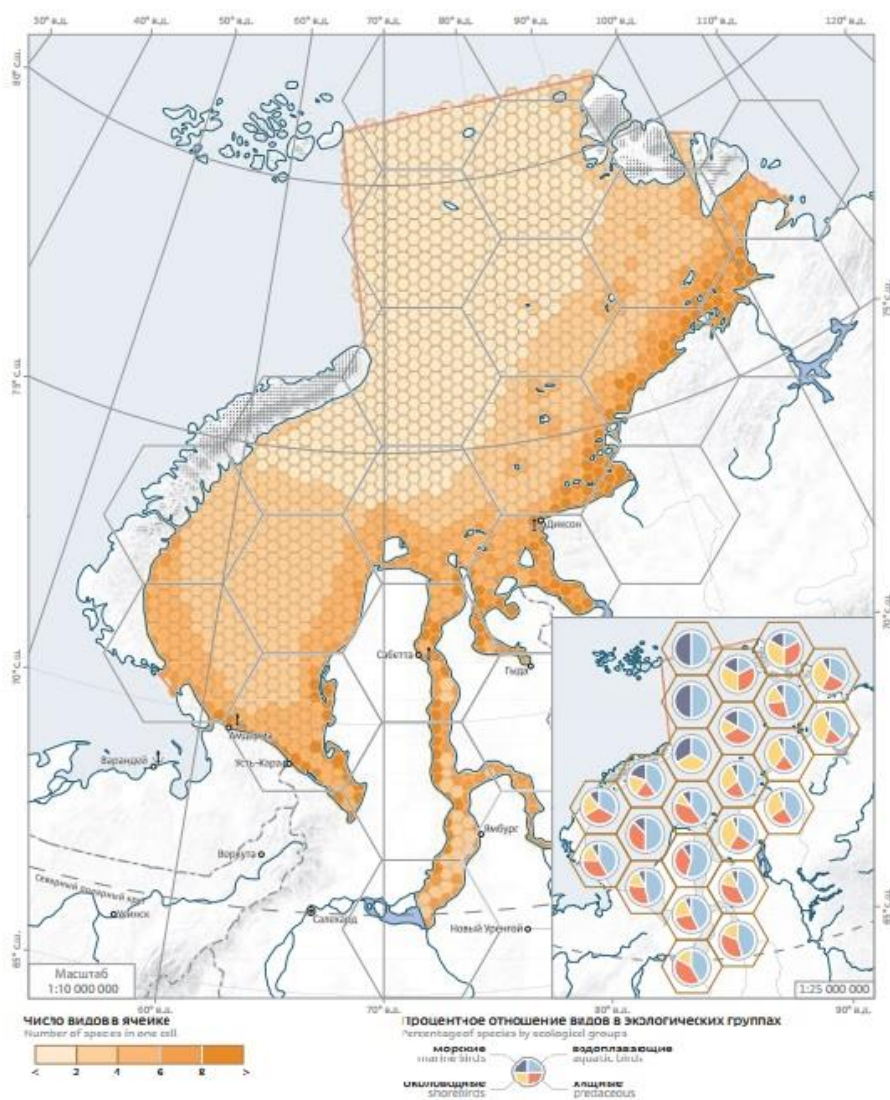 30° в.д. 40° в.д. 50° в.д. 60° в.д. 70° в.д. 80° в.д. 90° в.д. 100° в.д. 110° в.д. 120° в.д.
80° с.ш.
75° с.ш.
75° с.ш.
Диксон
70° с.ш.
Сабетта
Гыда
70° с.ш.
Амдерма
Варандей
Усть-Кара
Ямбург
Воркута
Северный полярный круг
Усинск
Салехард
Новый Уренгой
65° с.ш.
65° с.ш.
Масштаб
1:10 000 000
1:25 000 000
60° в.д. 70° в.д. 80° в.д. 90° в.д.
Число видов в ячейке
Number of species in one cell
< 2 4 6 8 >
Процентное отношение видов в экологических группах
Percentage of species by ecological groups
морские
marine birds
водоплавающие
aquatic birds
околоводные
shorebirds
хищные
predaceous